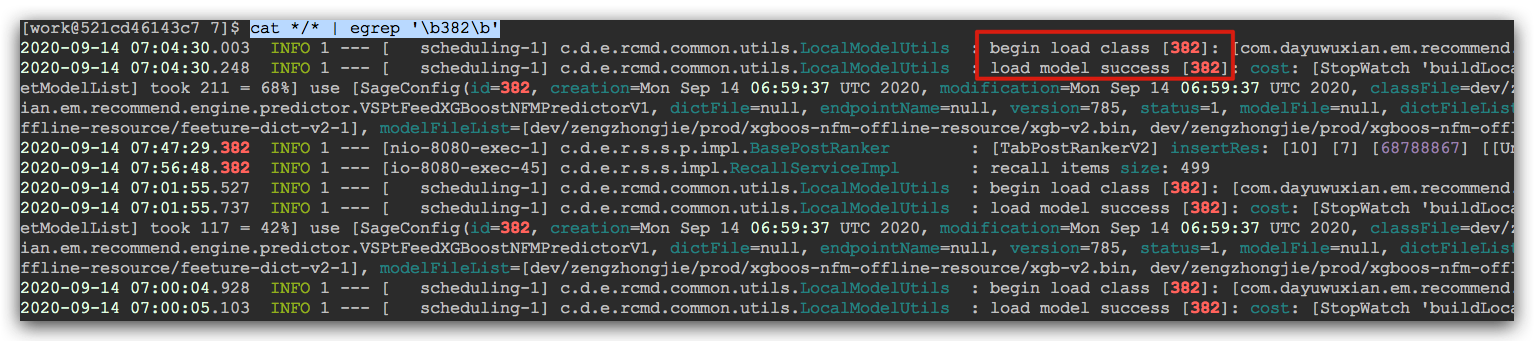 [work@521cd46143c7 7]$ cat */* | egrep '\b382\b'
2020-09-14 07:04:30.003  INFO 1 --- [   scheduling-1] c.d.e.rcmd.common.utils.LocalModelUtils  : begin load class [382]: [com.dayuwuxian.em.recommend.
2020-09-14 07:04:30.248  INFO 1 --- [   scheduling-1] c.d.e.rcmd.common.utils.LocalModelUtils  : load model success [382]: cost: [StopWatch 'buildLoca
etModelList] took 211 = 68%] use [SageConfig(id=382, creation=Mon Sep 14 06:59:37 UTC 2020, modification=Mon Sep 14 06:59:37 UTC 2020, classFile=dev/z
ian.em.recommend.engine.predictor.VSPtFeedXGBoostNFMPredictorV1, dictFile=null, endpointName=null, version=785, status=1, modelFile=null, dictFileList
ffline-resource/feeture-dict-v2-1], modelFileList=[dev/zengzhongjie/prod/xgboos-nfm-offline-resource/xgb-v2.bin, dev/zengzhongjie/prod/xgboos-nfm-offl
2020-09-14 07:47:29.382  INFO 1 --- [nio-8080-exec-1] c.d.e.r.s.s.p.impl.BasePostRanker        : [TabPostRankerV2] insertRes: [10] [7] [68788867] [[Un
2020-09-14 07:56:48.382  INFO 1 --- [io-8080-exec-45] c.d.e.r.s.s.impl.RecallServiceImpl       : recall items size: 499
2020-09-14 07:01:55.527  INFO 1 --- [   scheduling-1] c.d.e.rcmd.common.utils.LocalModelUtils  : begin load class [382]: [com.dayuwuxian.em.recommend.
2020-09-14 07:01:55.737  INFO 1 --- [   scheduling-1] c.d.e.rcmd.common.utils.LocalModelUtils  : load model success [382]: cost: [StopWatch 'buildLoca
etModelList] took 117 = 42%] use [SageConfig(id=382, creation=Mon Sep 14 06:59:37 UTC 2020, modification=Mon Sep 14 06:59:37 UTC 2020, classFile=dev/z
ian.em.recommend.engine.predictor.VSPtFeedXGBoostNFMPredictorV1, dictFile=null, endpointName=null, version=785, status=1, modelFile=null, dictFileList
ffline-resource/feeture-dict-v2-1], modelFileList=[dev/zengzhongjie/prod/xgboos-nfm-offline-resource/xgb-v2.bin, dev/zengzhongjie/prod/xgboos-nfm-offl
2020-09-14 07:00:04.928  INFO 1 --- [   scheduling-1] c.d.e.rcmd.common.utils.LocalModelUtils  : begin load class [382]: [com.dayuwuxian.em.recommend.
2020-09-14 07:00:05.103  INFO 1 --- [   scheduling-1] c.d.e.rcmd.common.utils.LocalModelUtils  : load model success [382]: cost: [StopWatch 'buildLoca